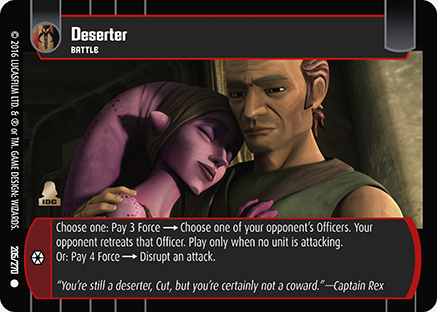 Deserter
BATTLE
© 2016 LUCASFILM LTD. & ® or TM. GAME DESIGN: WIZARDS.
IDC
Choose one: Pay 3 Force → Choose one of your opponent's Officers. Your
opponent retreats that Officer. Play only when no unit is attacking.
Or: Pay 4 Force → Disrupt an attack.
"You're still a deserter, Cut, but you're certainly not a coward."—Captain Rex
205/270